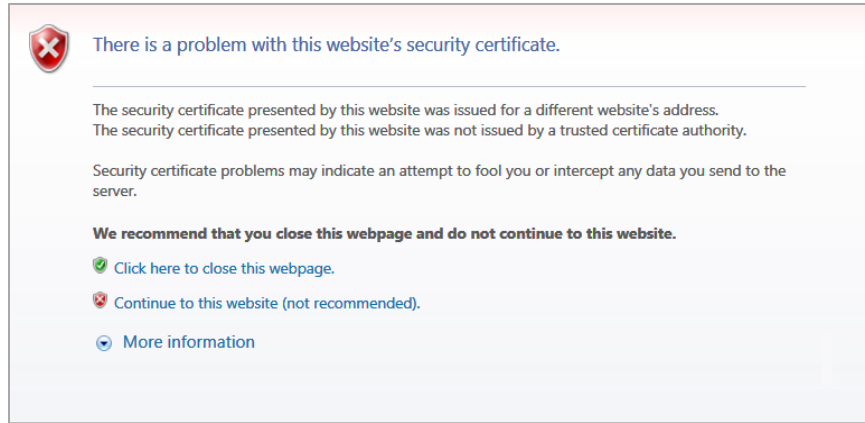 There is a problem with this website's security certificate.
The security certificate presented by this website was issued for a different website's address.
The security certificate presented by this website was not issued by a trusted certificate authority.
Security certificate problems may indicate an attempt to fool you or intercept any data you send to the
server.
We recommend that you close this webpage and do not continue to this website.
Click here to close this webpage.
Continue to this website (not recommended).
More information